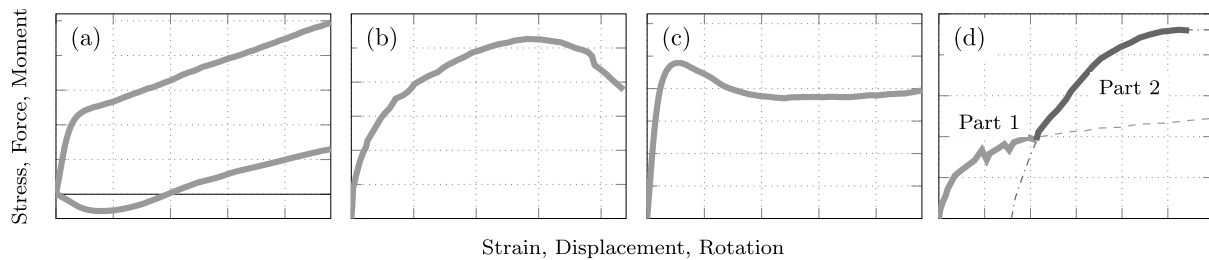 Stress, Force, Moment
(a)
(b)
(c)
(d)
Part 1
Part 2
Strain, Displacement, Rotation